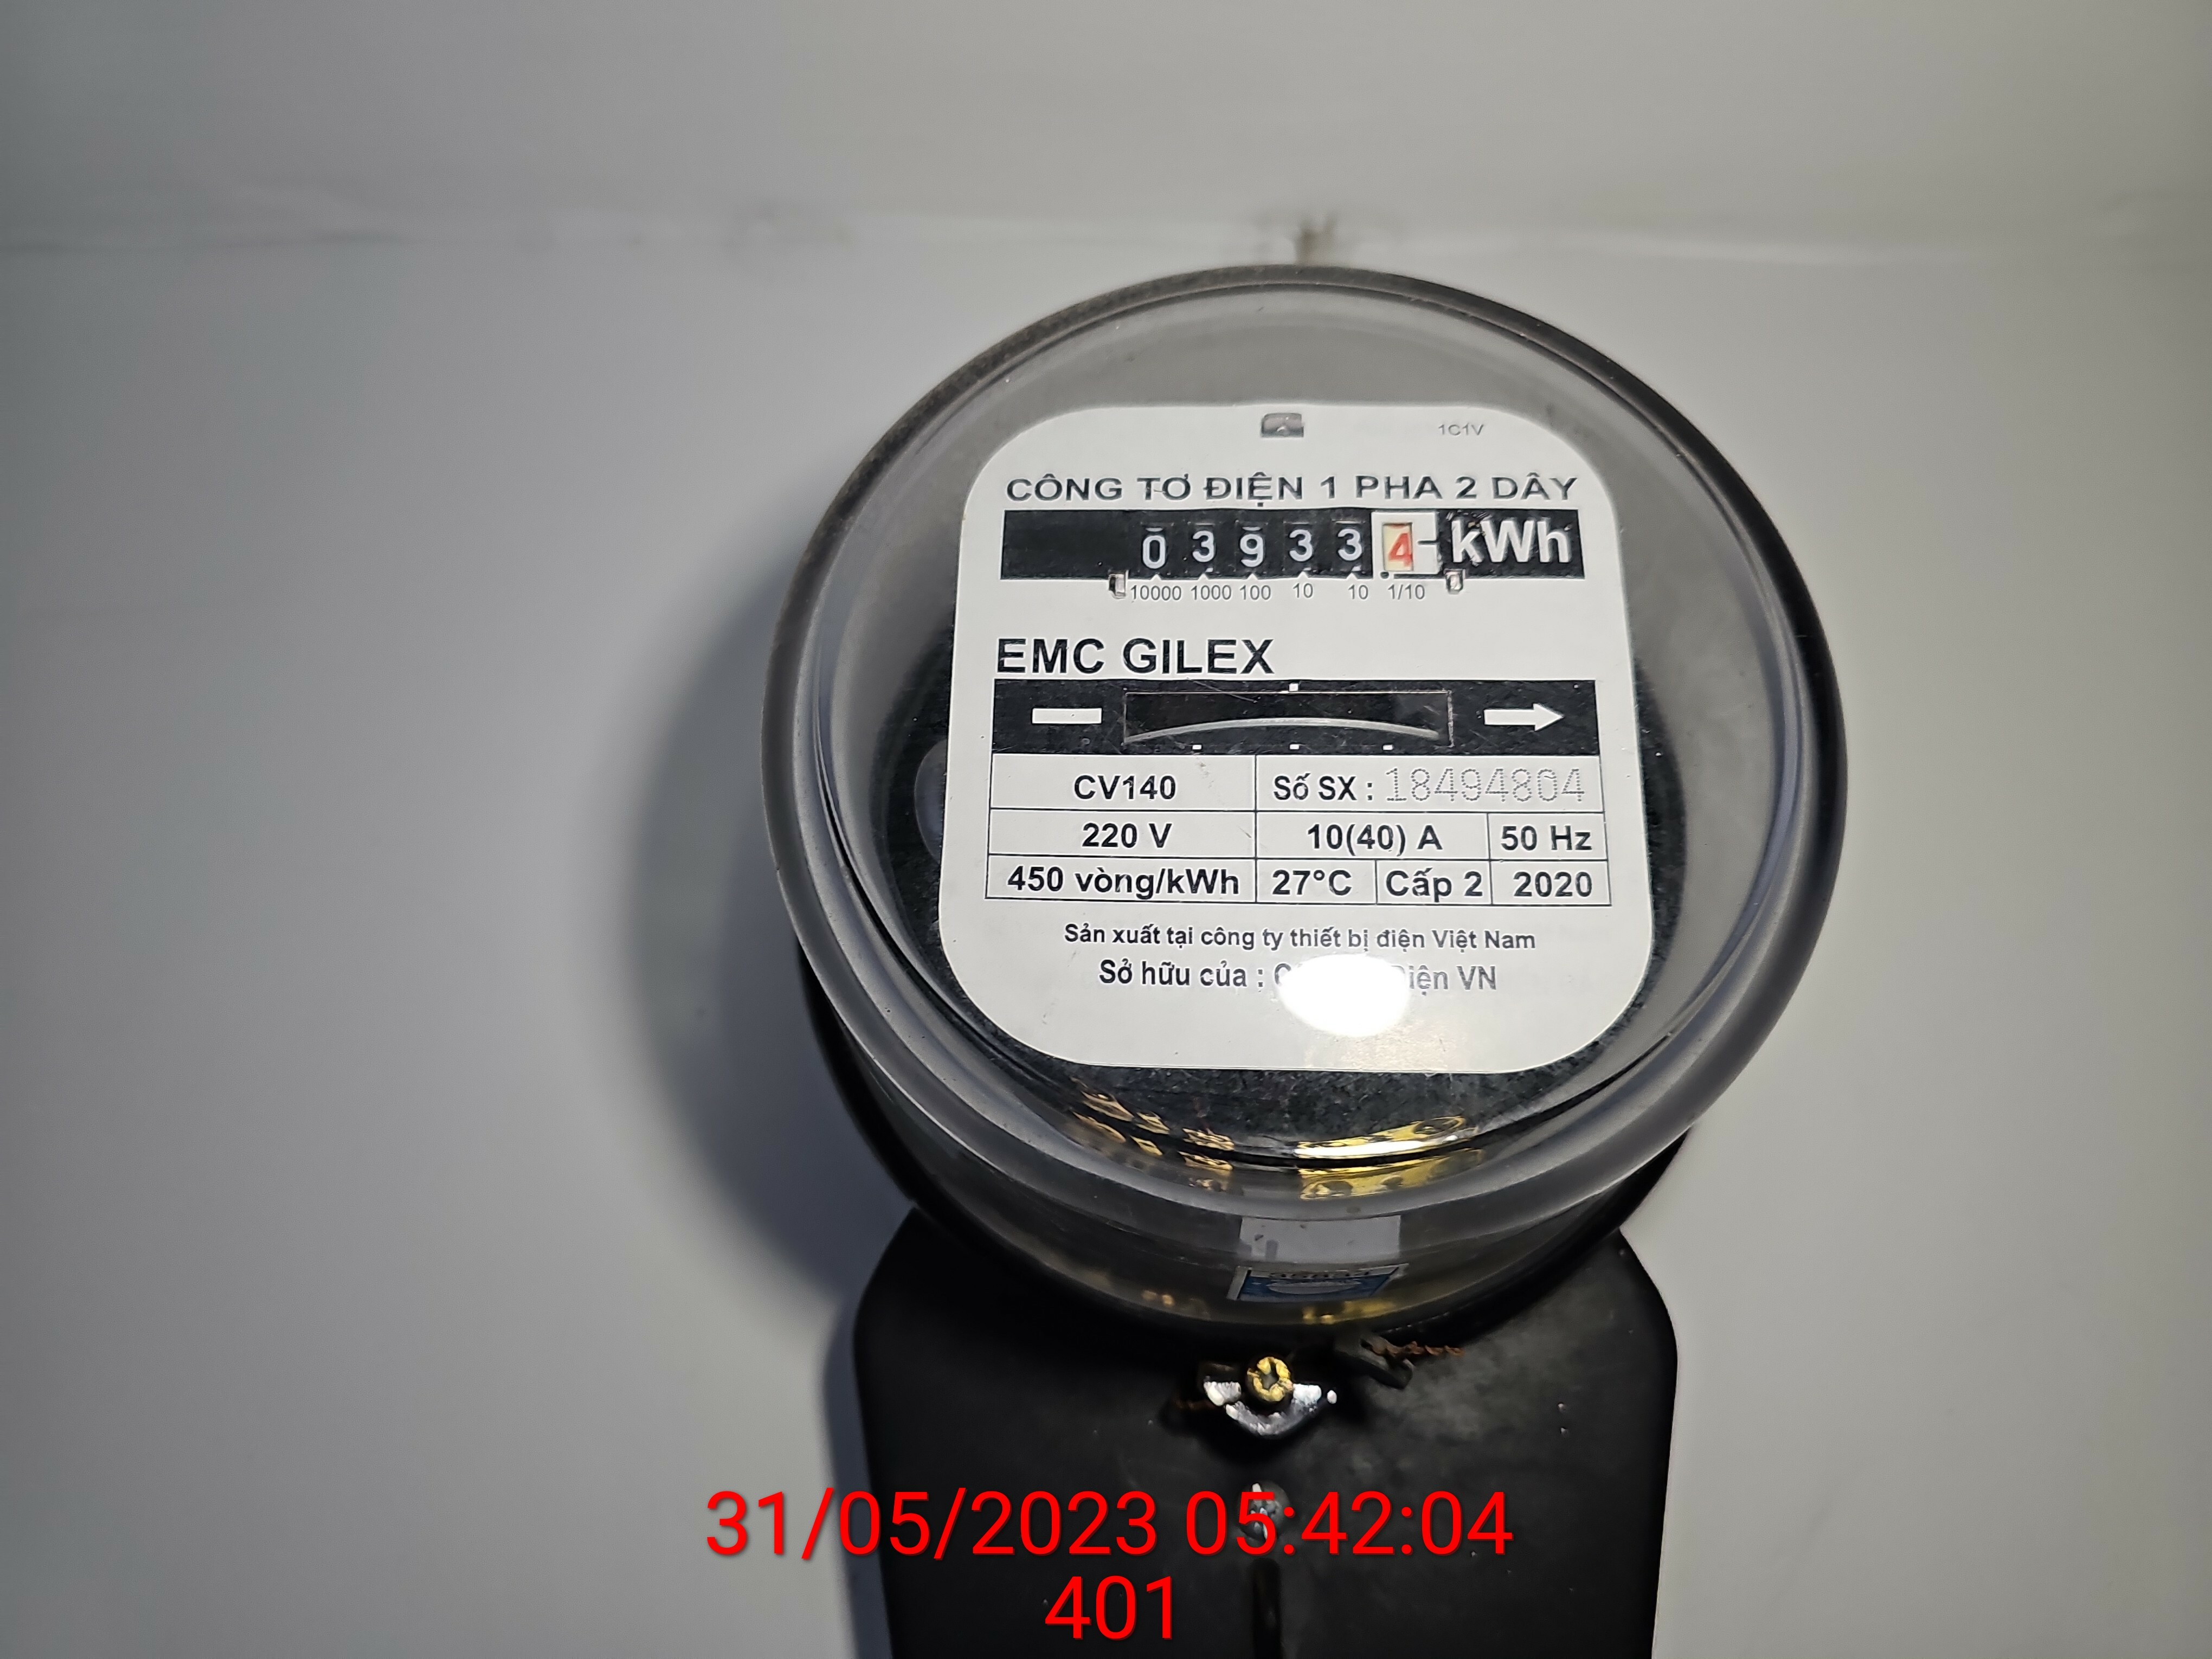 1C1V
CÔNG TƠ ĐIỆN 1 PHA 2 DÂY
0 3 9 3 3 4 kWh
10000 1000 100 10 10 1/10
EMC GILEX
CV140 Số SX : 18494804
220 V 10(40) A 50 Hz
450 vòng/kWh 27°C Cấp 2 2020
Sản xuất tại công ty thiết bị điện Việt Nam
Sở hữu của : VN
31/05/2023 05:42:04
401